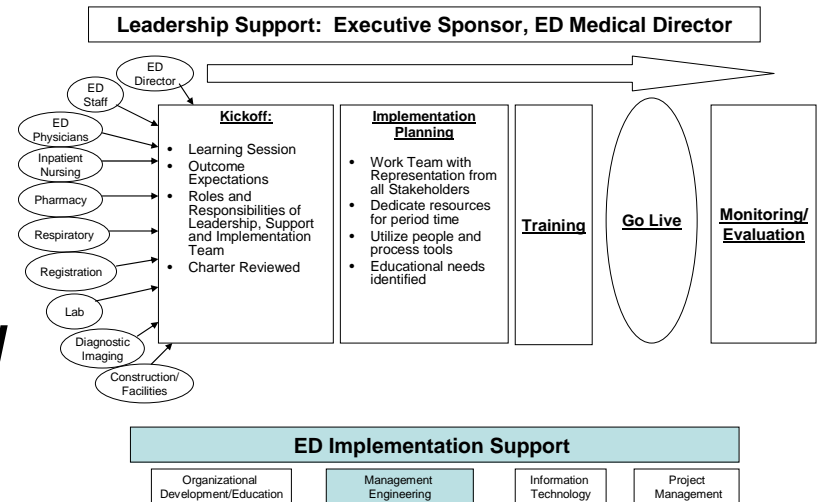 Leadership Support: Executive Sponsor, ED Medical Director
ED
Director
ED
Staff
ED
Physicians
Inpatient
Nursing
Pharmacy
Respiratory
Registration
Lab
Diagnostic
Imaging
Construction/
Facilities
Kickoff:
• Learning Session
• Outcome
Expectations
• Roles and
Responsibilities of
Leadership, Support
and Implementation
Team
• Charter Reviewed
Implementation
Planning
• Work Team with
Representation from
all Stakeholders
• Dedicate resources
for period time
• Utilize people and
process tools
• Educational needs
identified
Training
Go Live
Monitoring/
Evaluation
ED Implementation Support
Organizational
Development/Education
Management
Engineering
Information
Technology
Project
Management